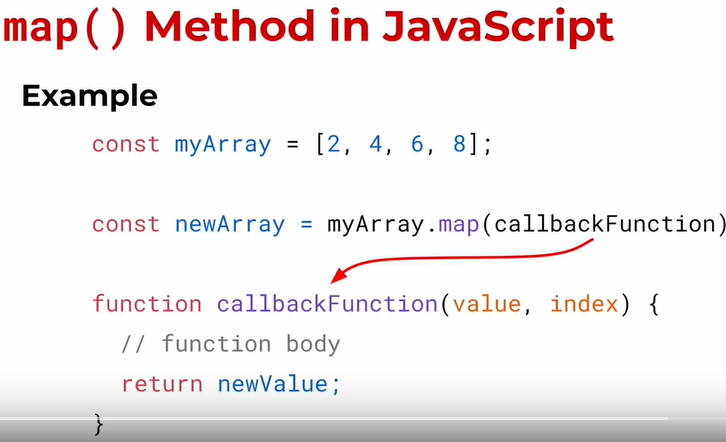 map() Method in JavaScript
Example
const myArray = [2, 4, 6, 8];
const newArray = myArray.map(callbackFunction)
function callbackFunction(value, index) {
// function body
return newValue;
}